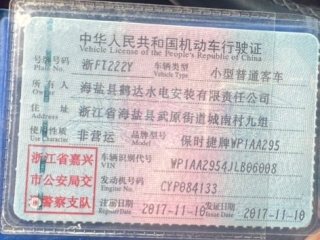 中华人民共和国机动车行驶证
Vehicle License of the People's Republic of China
号牌号码 浙FT222Y 车辆类型 小型普通客车
Plate No. Vehicle Type
所有人 海盐县鹤达水电安装有限责任公司
Owner
住址 浙江省海盐县武原街道城南村九组
Address
使用性质 非营运 品牌型号 保时捷牌WP1AA295
Use Character Model
浙江省嘉兴 车辆识别代号 WP1AA2954JLB06008
VIN
市公安局交 发动机号码 CYP084133
Engine No.
警察支队 注册日期 2017-11-10 发证日期 2017-11-10
Register Date Issue Date